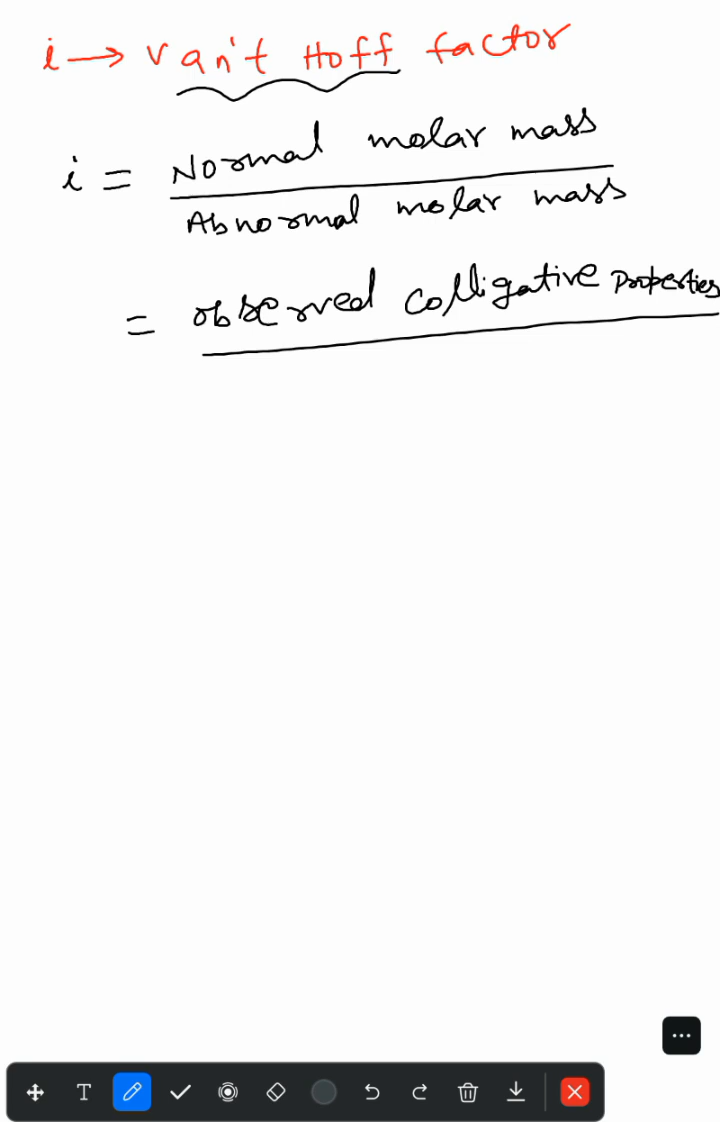 i → van't Hoff factor
i = Normal molar mass
Abnormal molar mass
= observed colligative properties
T